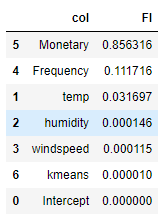 col FI
5 Monetary 0.856316
4 Frequency 0.111716
1 temp 0.031697
2 humidity 0.000146
3 windspeed 0.000115
6 kmeans 0.000010
0 Intercept 0.000000